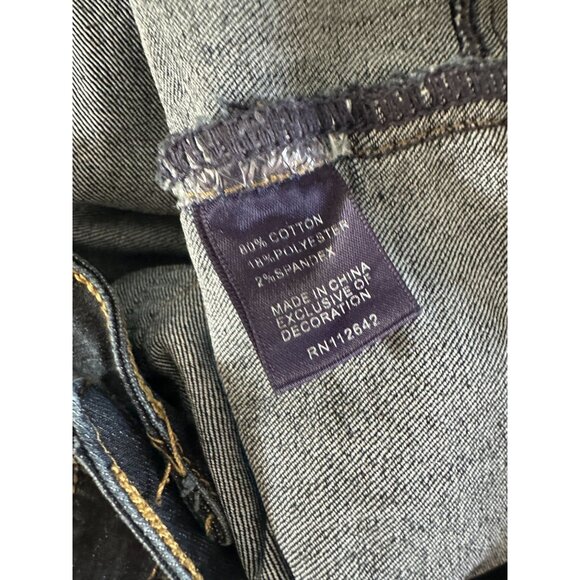 80% COTTON
18%POLYESTER
2%SPANDEX
MADE IN CHINA
EXCLUSIVE OF
DECORATION
RN112642